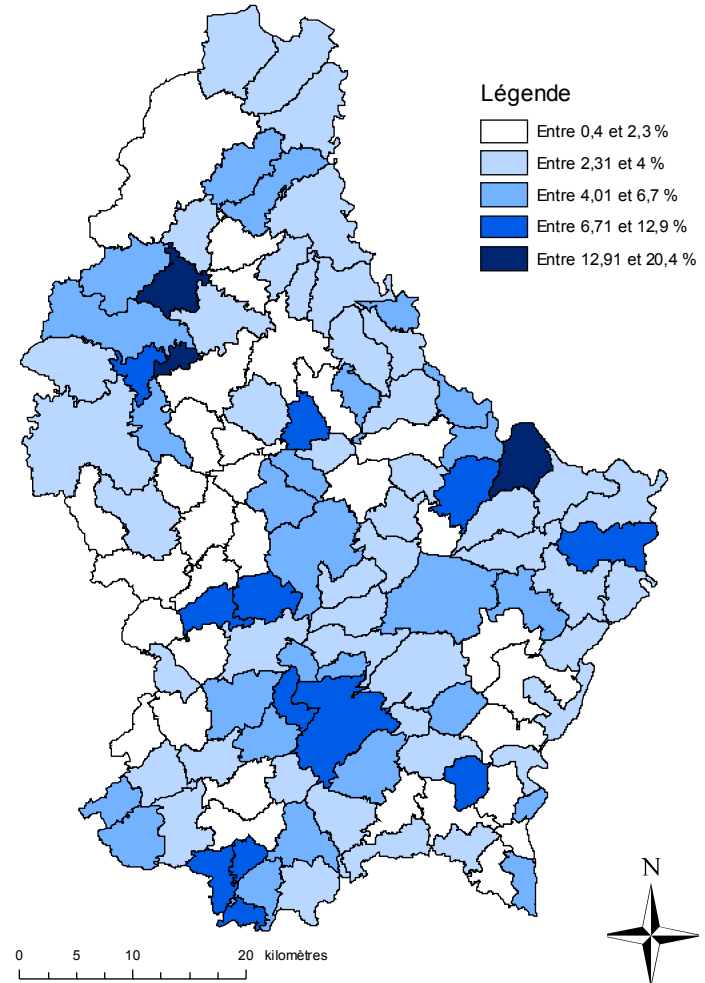 Légende
Entre 0,4 et 2,3 %
Entre 2,31 et 4 %
Entre 4,01 et 6,7 %
Entre 6,71 et 12,9 %
Entre 12,91 et 20,4 %
N
0 5 10 20 kilomètres